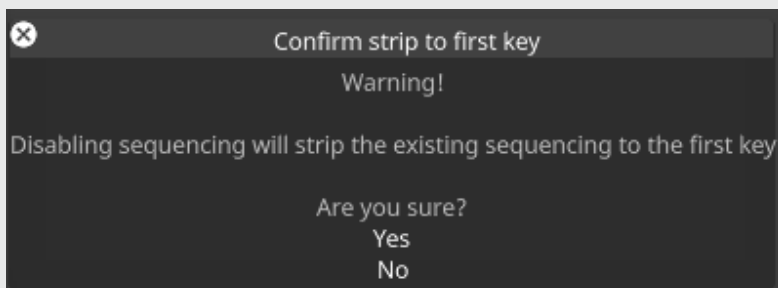 Confirm strip to first key
Warning!
Disabling sequencing will strip the existing sequencing to the first key
Are you sure?
Yes
No